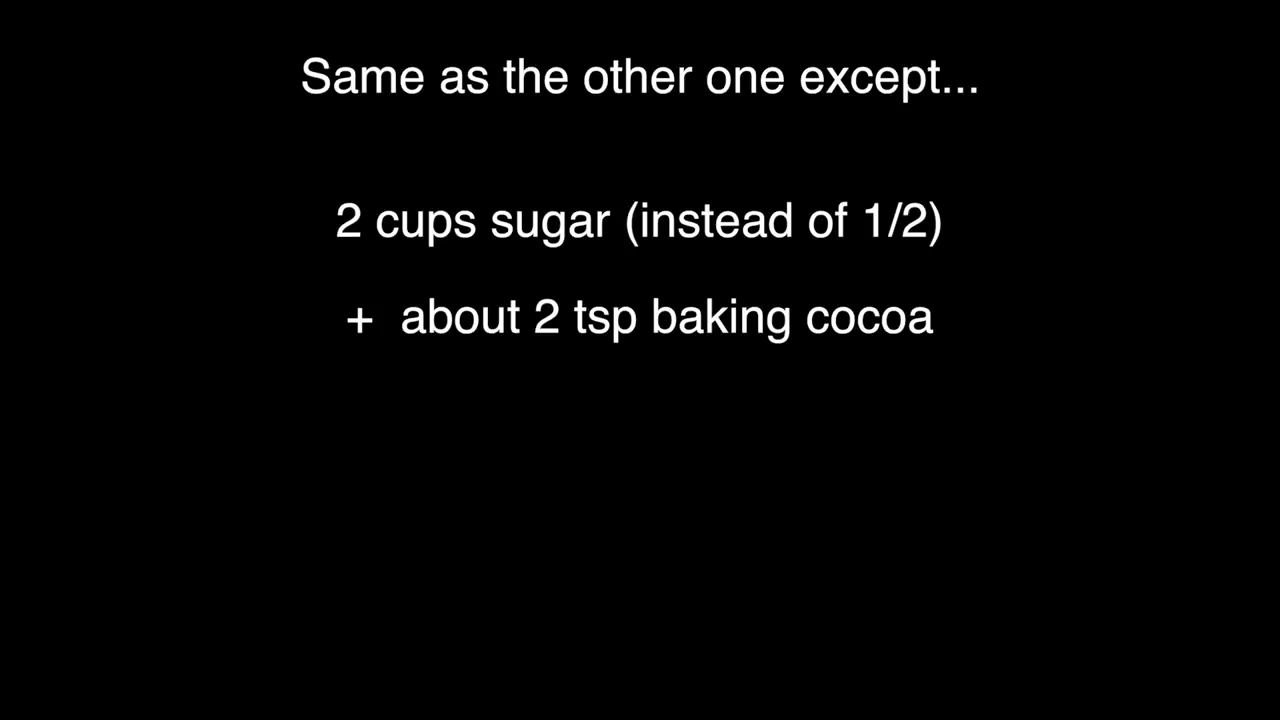 Same as the other one except...
2 cups sugar (instead of 1/2)
+ about 2 tsp baking cocoa